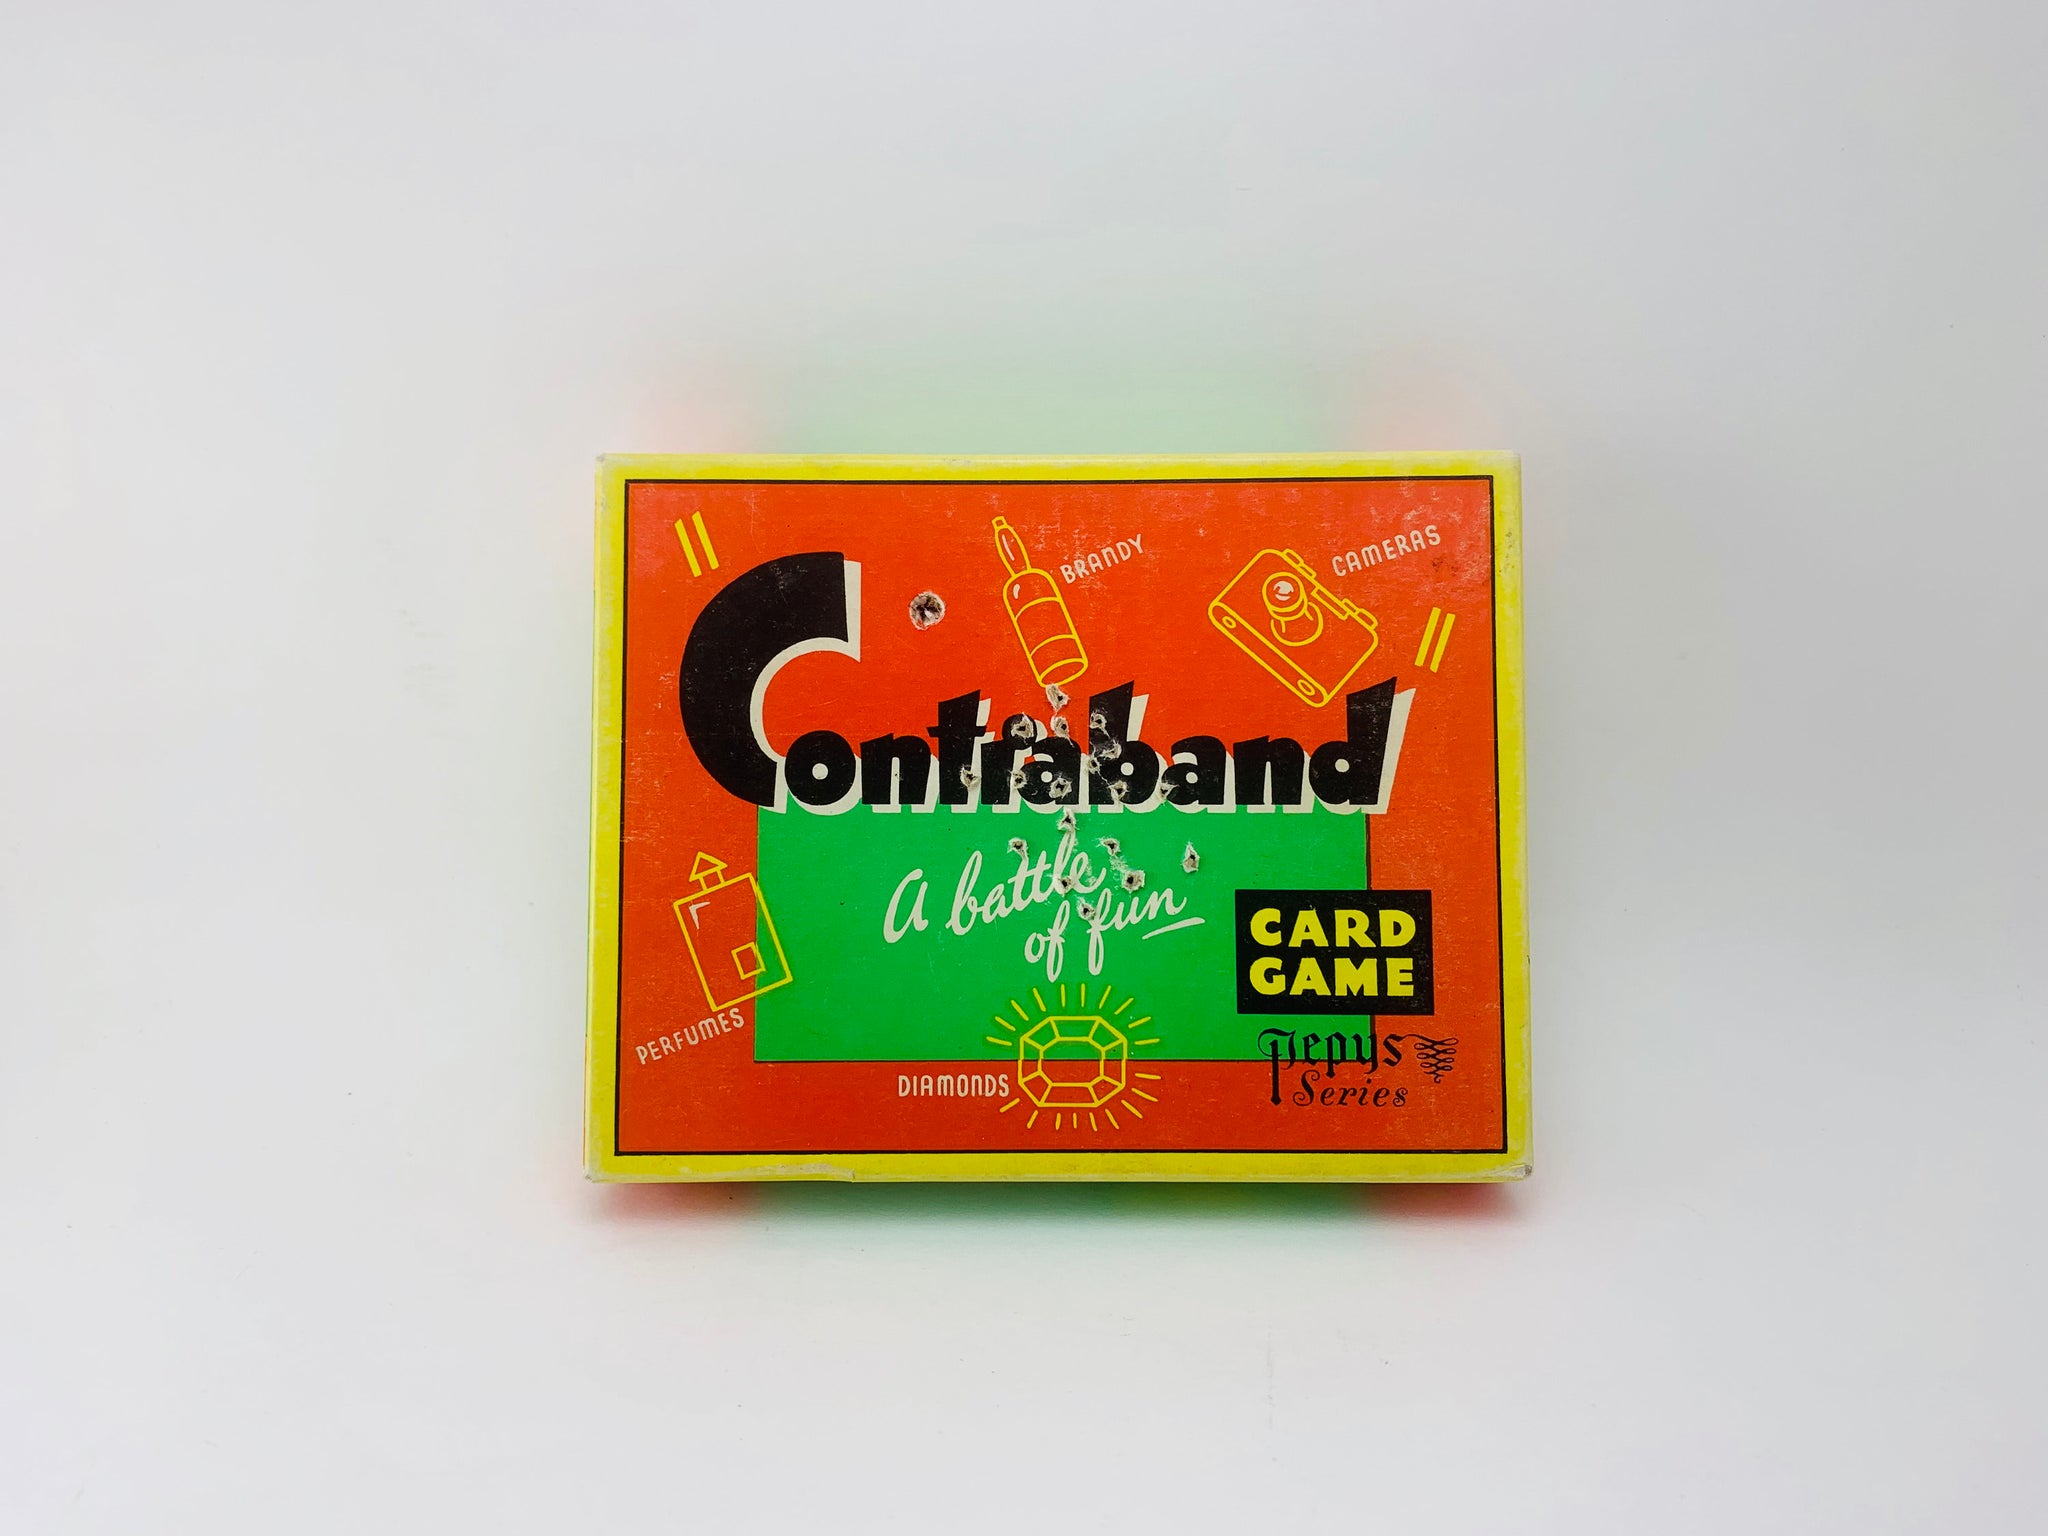 BRANDY
CAMERAS
Contraband
A battle
of fun
CARD
GAME
PERFUMES
DIAMONDS
Pepys
Series